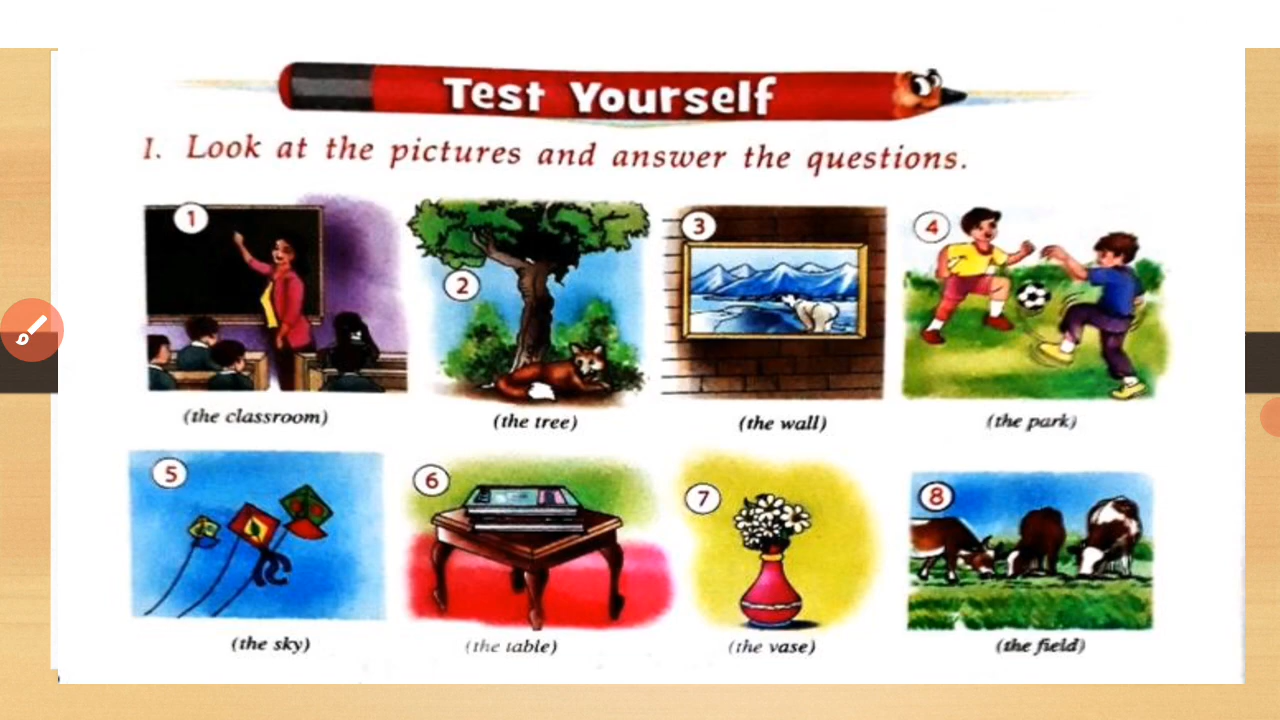 Test Yourself
I. Look at the pictures and answer the questions.
1
2
3
4
(the classroom)
(the tree)
(the wall)
(the park)
5
6
7
8
(the sky)
(the table)
(the vase)
(the field)